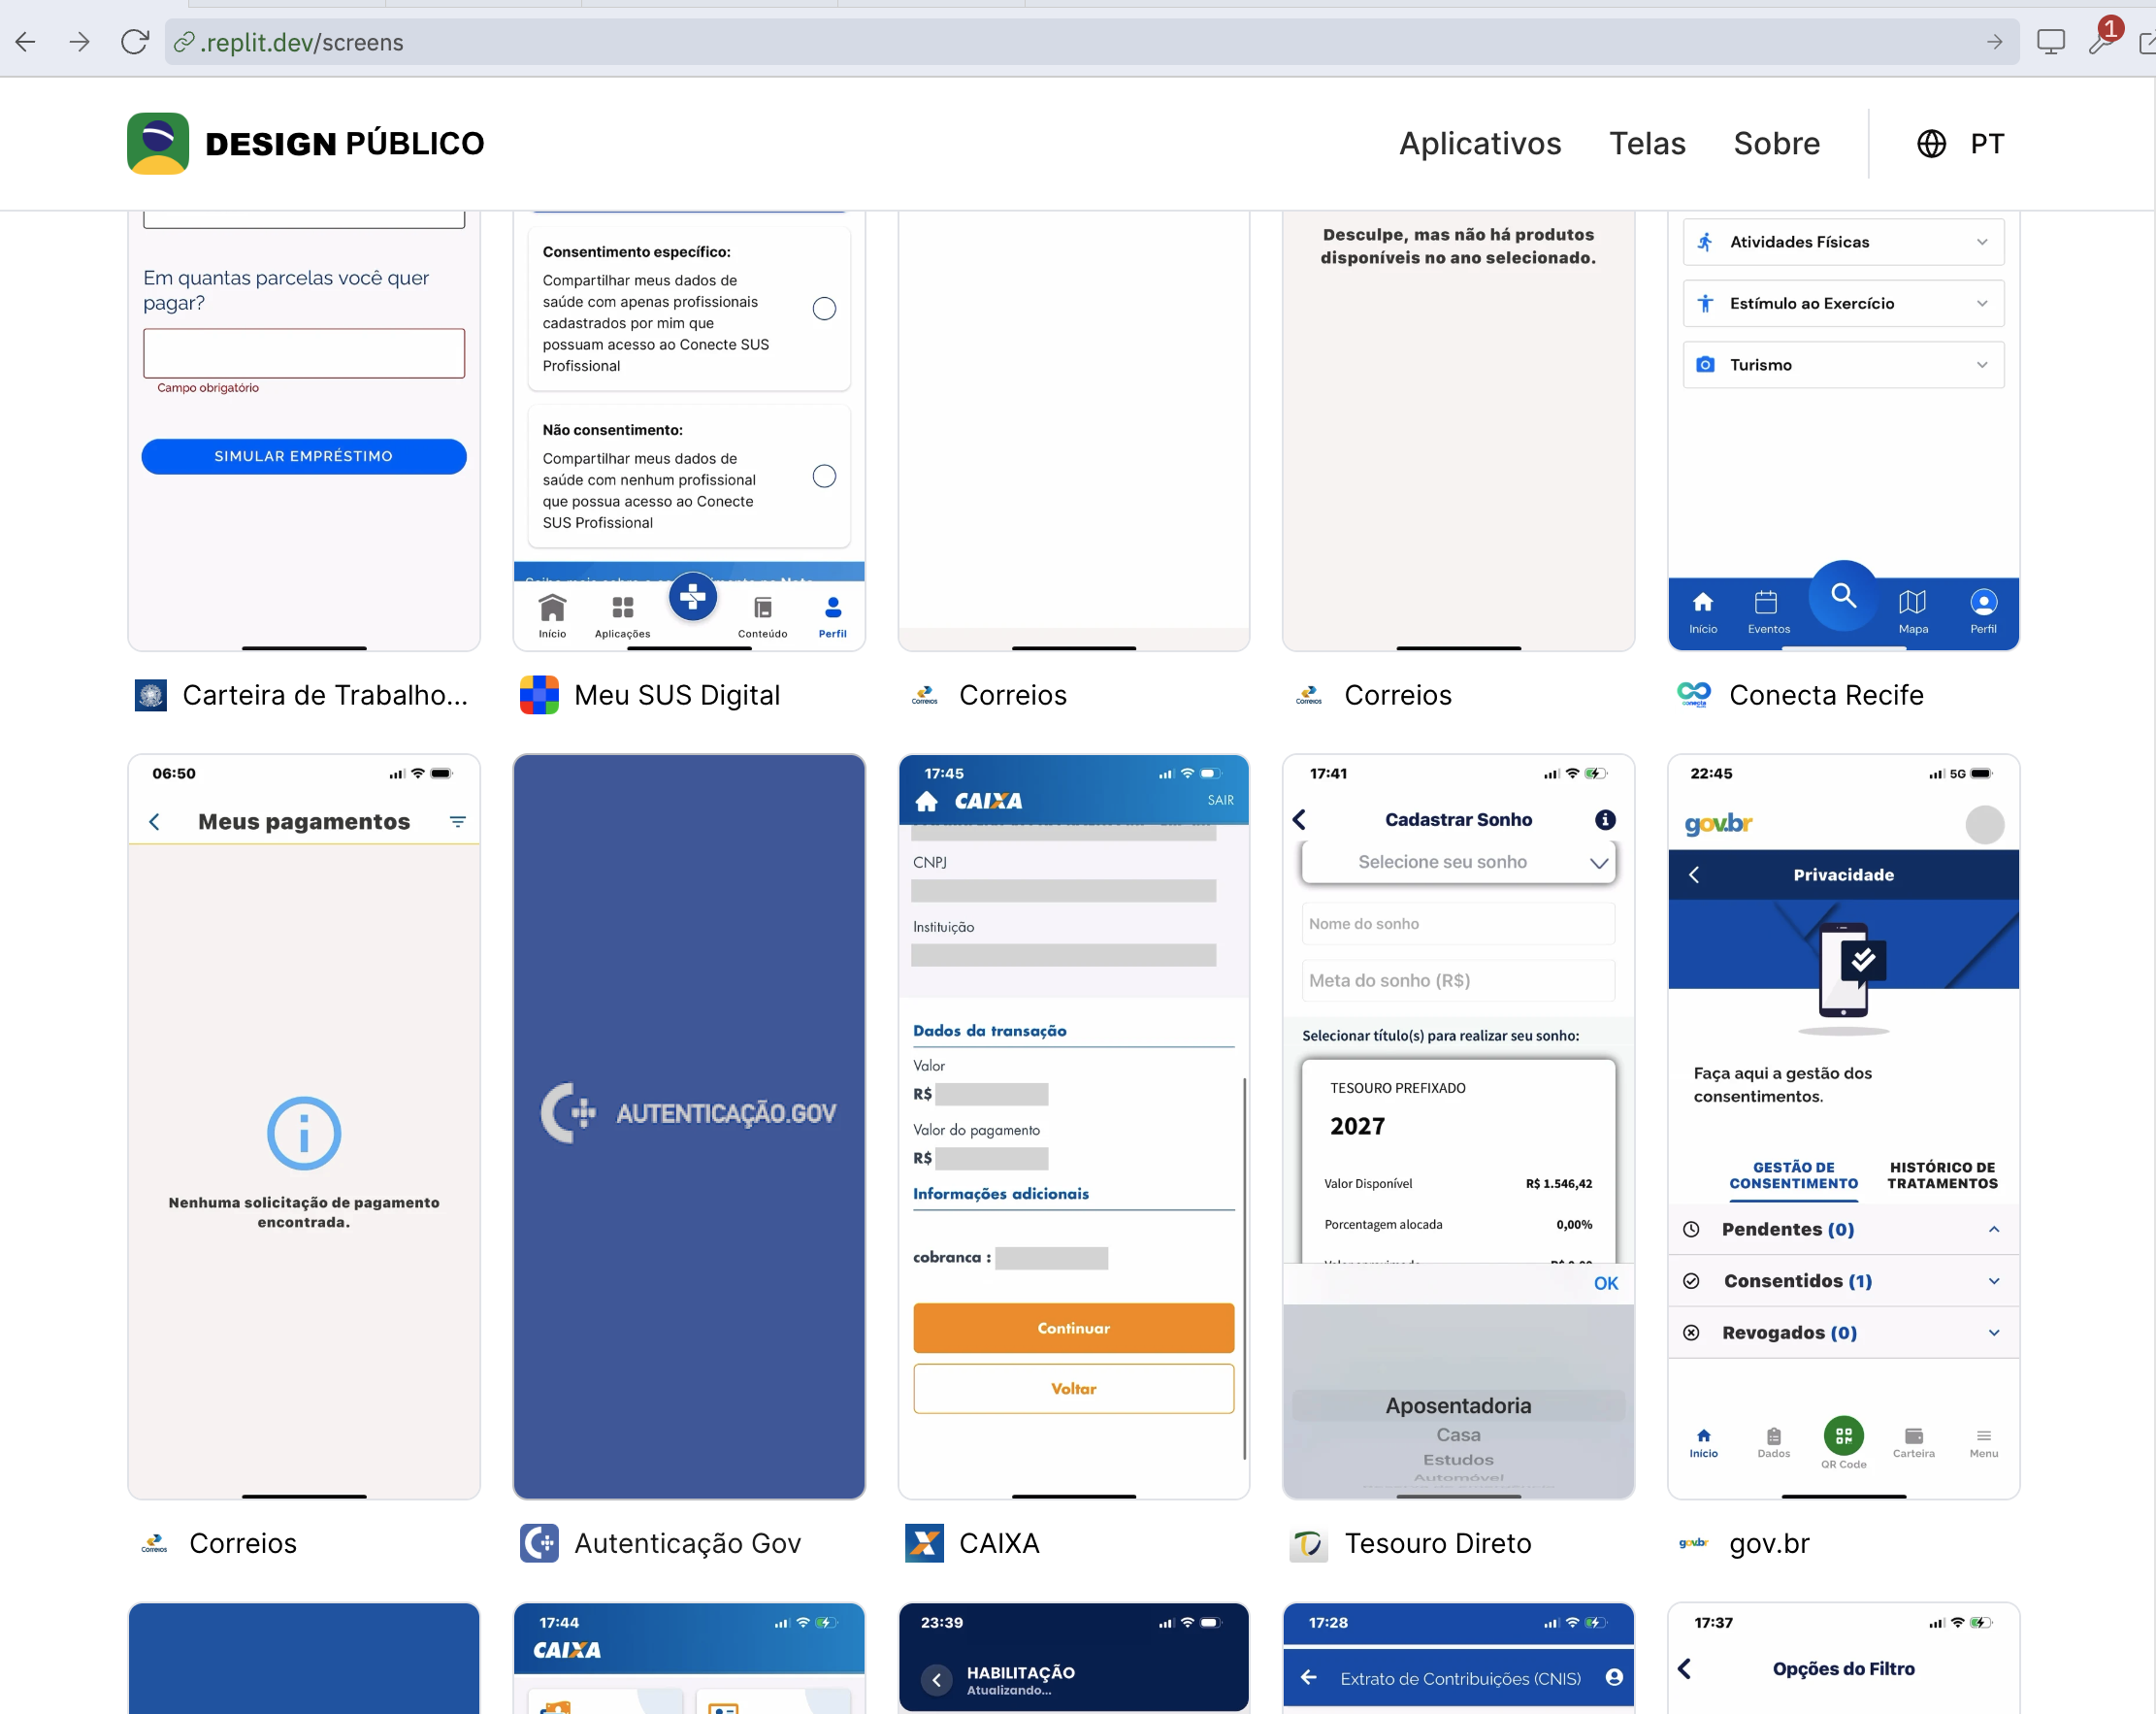 .replit.dev/screens
1
DESIGN PÚBLICO
Aplicativos
Telas
Sobre
PT
Em quantas parcelas você quer
pagar?
Campo obrigatório
SIMULAR EMPRÉSTIMO
Carteira de Trabalho...
Consentimento específico:
Compartilhar meus dados de
saúde com apenas profissionais
cadastrados por mim que
possuam acesso ao Conecte SUS
Profissional
Não consentimento:
Compartilhar meus dados de
saúde com nenhum profissional
que possua acesso ao Conecte
SUS Profissional
Início
Aplicações
Conteúdo
Perfil
Meu SUS Digital
Correios
Correios
Desculpe, mas não há produtos
disponíveis no ano selecionado.
Correios
Correios
Atividades Físicas
Estímulo ao Exercício
Turismo
Início
Eventos
Mapa
Perfil
conecta
Conecta Recife
06:50
Meus pagamentos
Nenhuma solicitação de pagamento
encontrada.
Correios
Correios
AUTENTICAÇÃO.GOV
Autenticação Gov
17:45
CAIXA
SAIR
CNPJ
Instituição
Dados da transação
Valor
R$
Valor do pagamento
R$
Informações adicionais
cobranca :
Continuar
Voltar
CAIXA
17:41
Cadastrar Sonho
Selecione seu sonho
Nome do sonho
Meta do sonho (R$)
Selecionar título(s) para realizar seu sonho:
TESOURO PREFIXADO
2027
Valor Disponível R$ 1.546,42
Porcentagem alocada 0,00%
OK
Aposentadoria
Casa
Estudos
Automóvel
Tesouro Direto
22:45
5G
gov.br
Privacidade
Faça aqui a gestão dos
consentimentos.
GESTÃO DE
CONSENTIMENTO
HISTÓRICO DE
TRATAMENTOS
Pendentes (0)
Consentidos (1)
Revogados (0)
Início
Dados
QR Code
Carteira
Menu
gov.br
gov.br
17:44
CAIXA
23:39
HABILITAÇÃO
Atualizando...
17:28
Extrato de Contribuições (CNIS)
17:37
Opções do Filtro